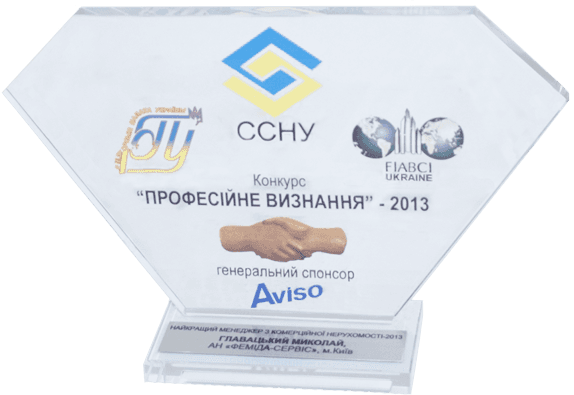 ССНУ
ПУ
FIABCI
UKRAINE
Конкурс
"ПРОФЕСІЙНЕ ВИЗНАННЯ" - 2013
генеральний спонсор
Aviso
НАЙКРАЩИЙ МЕНЕДЖЕР З КОМЕРЦІЙНОЇ НЕРУХОМОСТІ-2013
ГЛАВАЦЬКИЙ МИКОЛАЙ,
АН «ФЕМІДА-СЕРВІС», м.Київ